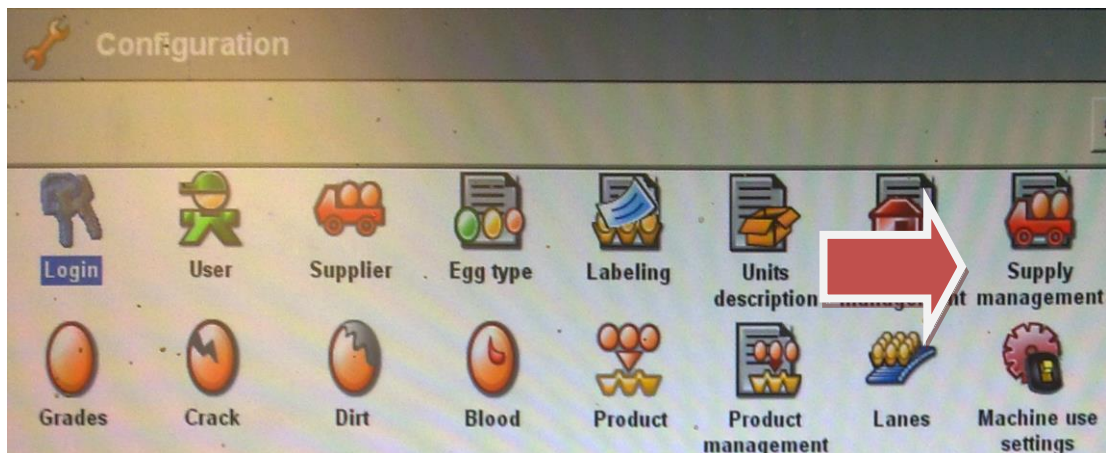 Configuration
Login
User
Supplier
Egg type
Labeling
Units
description
management
Supply
management
Grades
Crack
Dirt
Blood
Product
Product
management
Lanes
Machine use
settings